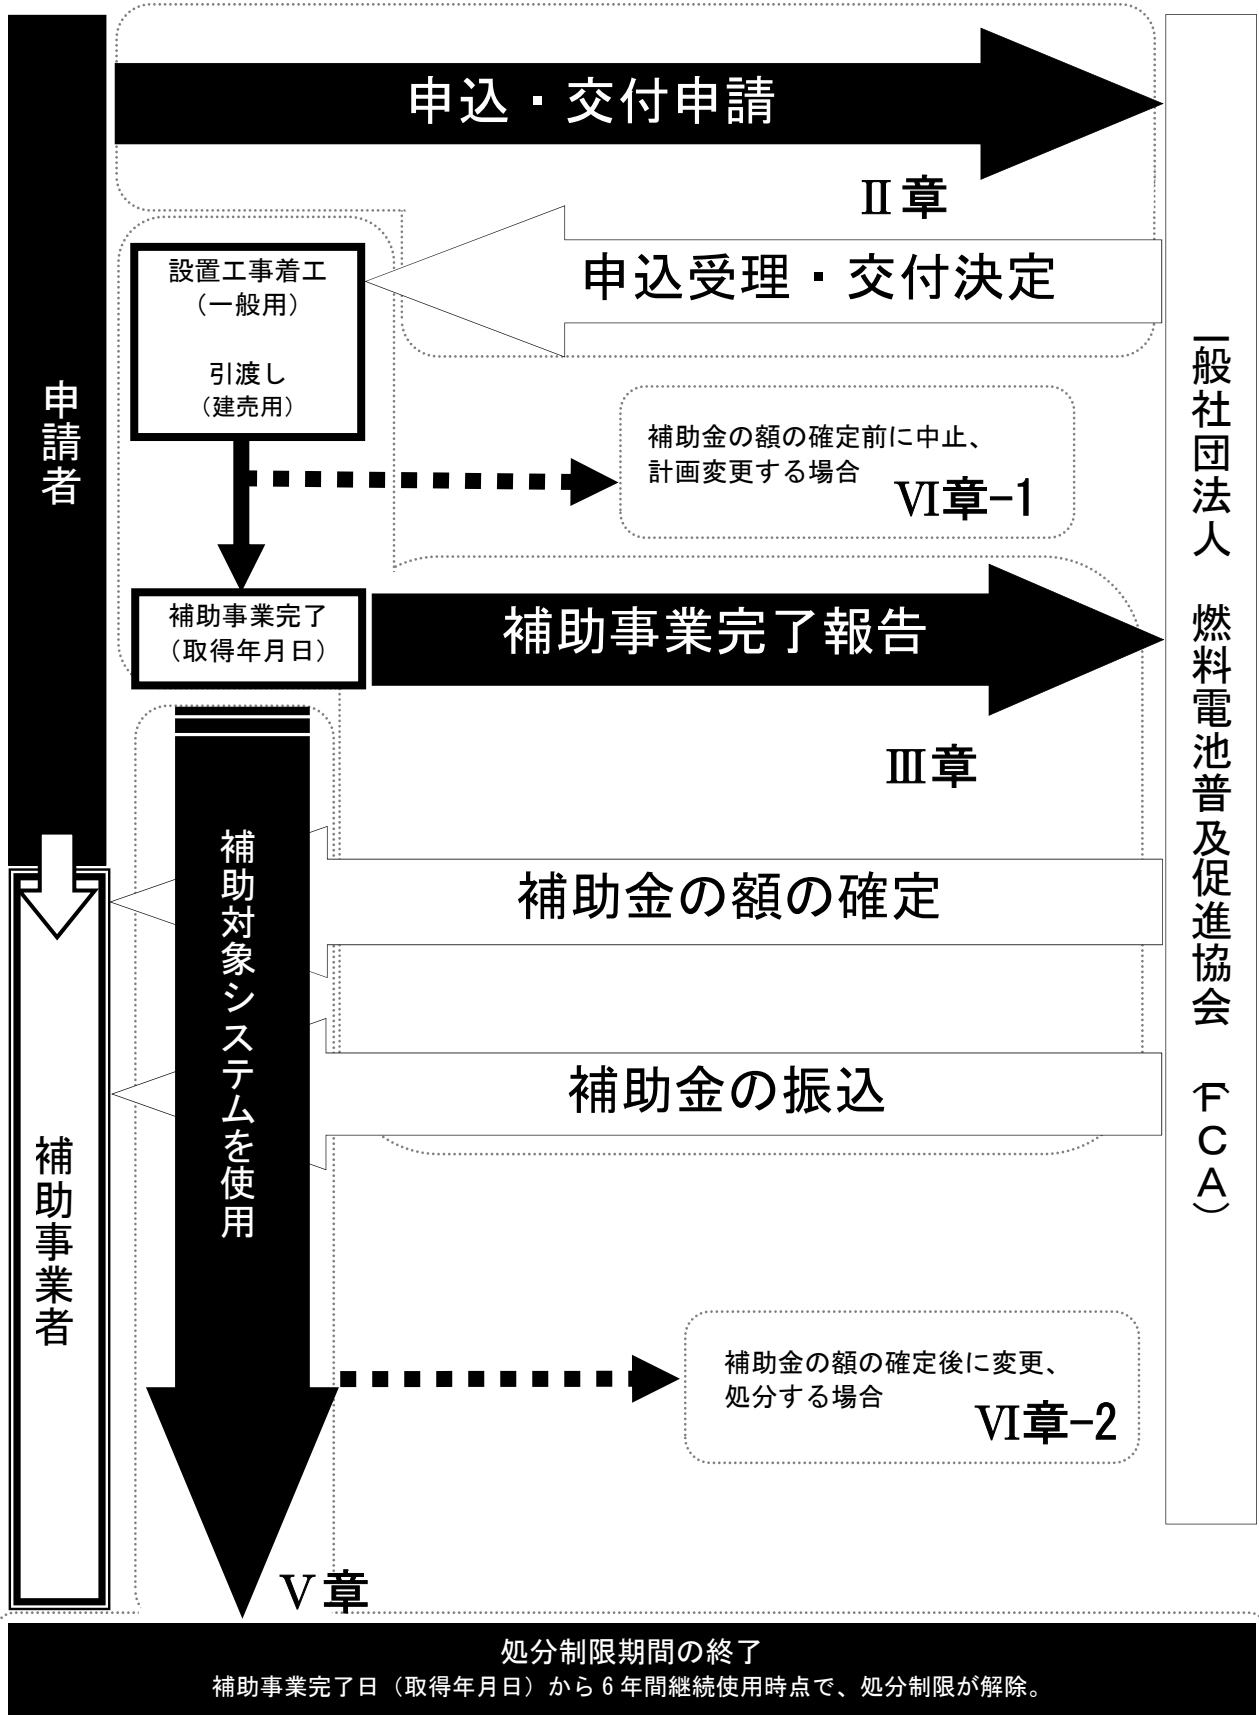 申込・交付申請
Ⅱ章
申込受理・交付決定
設置工事着工
（一般用）
引渡し
（建売用）
申請者
補助金の額の確定前に中止、
計画変更する場合
Ⅵ章−1
補助事業完了
（取得年月日）
補助事業完了報告
Ⅲ章
一般社団法人　燃料電池普及促進協会　（ＦＣＡ）
補助対象システムを使用
補助金の額の確定
補助金の振込
補助事業者
補助金の額の確定後に変更、
処分する場合
Ⅵ章−2
Ⅴ章
処分制限期間の終了
補助事業完了日（取得年月日）から６年間継続使用時点で、処分制限が解除。